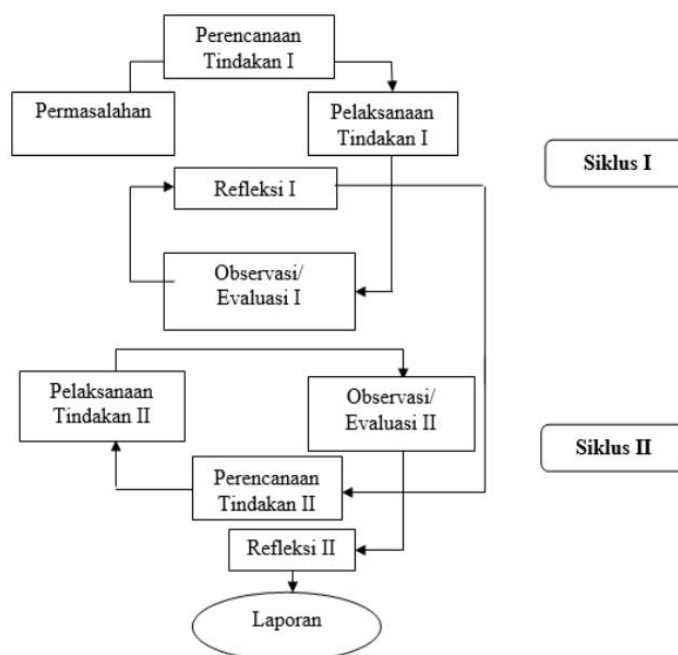 Perencanaan
Tindakan I
Permasalahan
Pelaksanaan
Tindakan I
Siklus I
Refleksi I
Observasi/
Evaluasi I
Pelaksanaan
Tindakan II
Observasi/
Evaluasi II
Siklus II
Perencanaan
Tindakan II
Refleksi II
Laporan